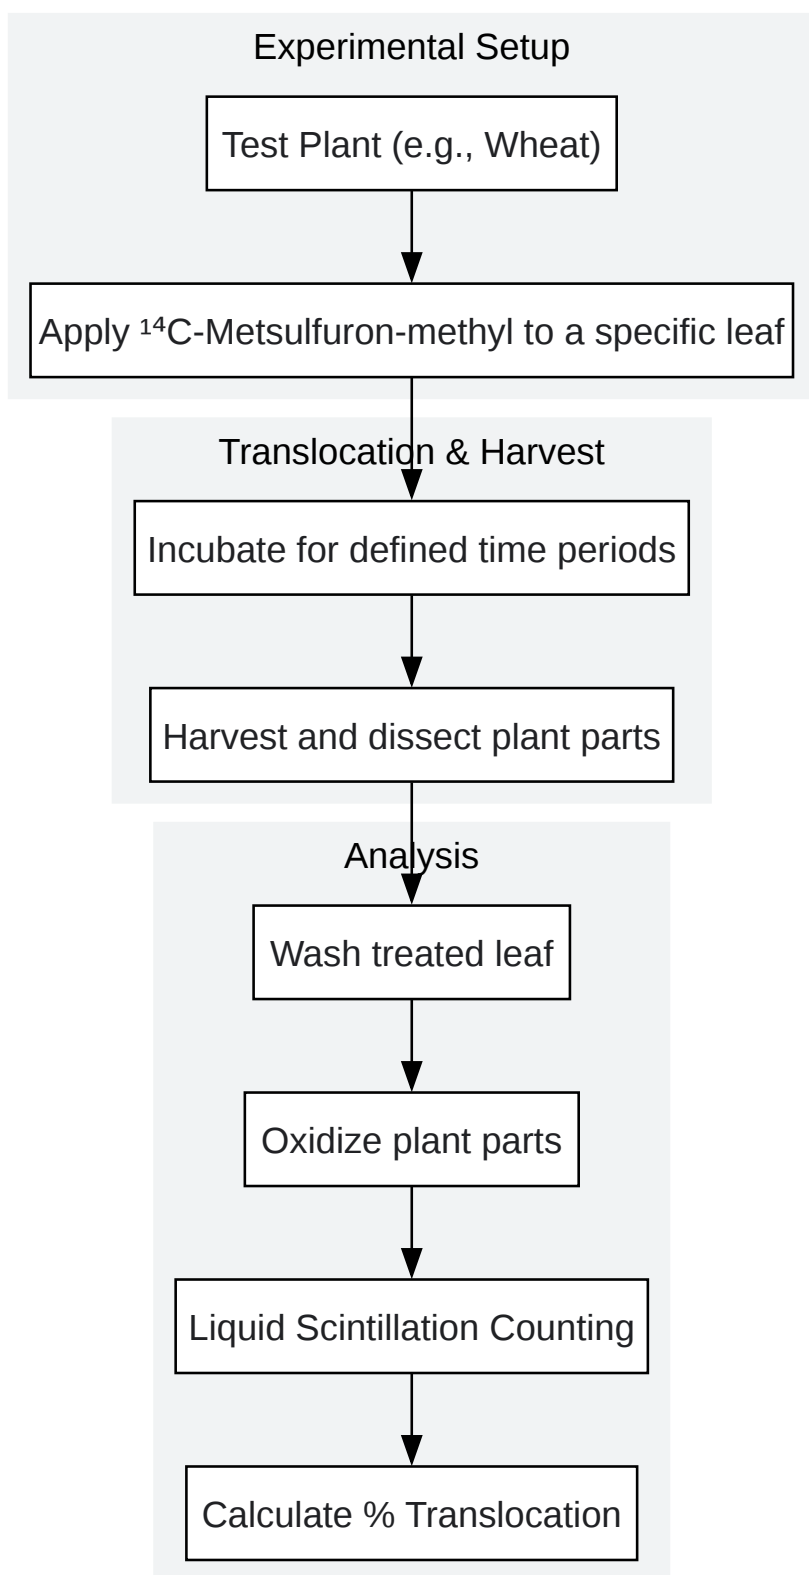 Experimental Setup
Test Plant (e.g., Wheat)
Apply ¹⁴C-Metsulfuron-methyl to a specific leaf
Translocation & Harvest
Incubate for defined time periods
Harvest and dissect plant parts
Analysis
Wash treated leaf
Oxidize plant parts
Liquid Scintillation Counting
Calculate % Translocation